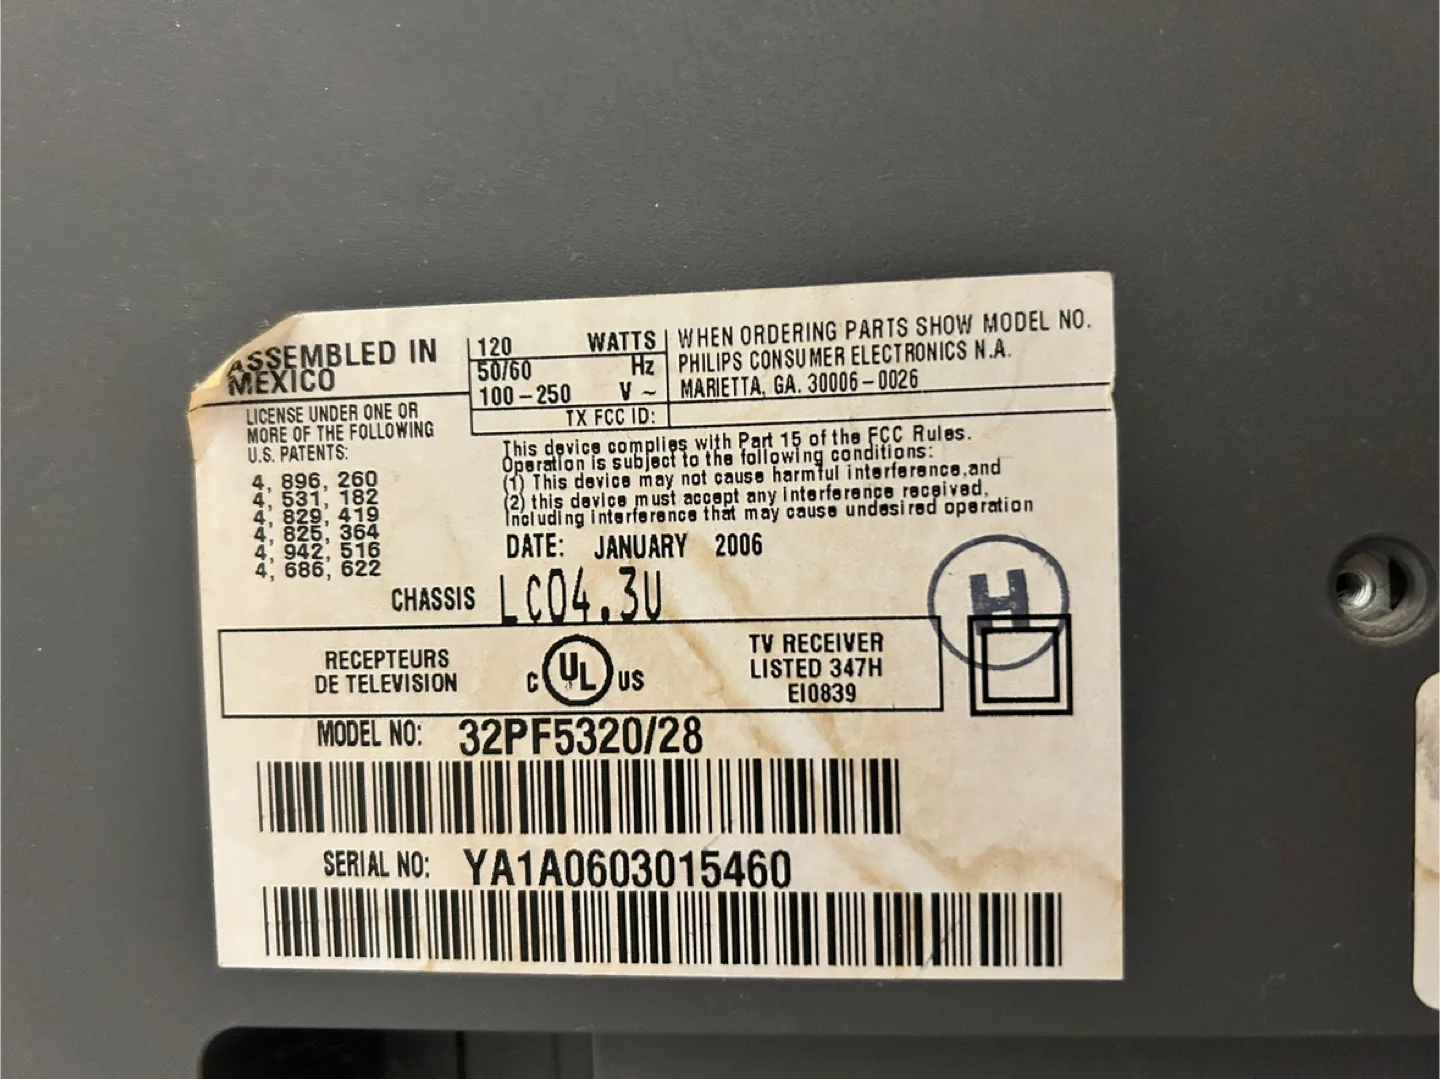 ASSEMBLED IN
MEXICO
120 WATTS
50/60 Hz
100-250 V ~
TX FCC ID:
WHEN ORDERING PARTS SHOW MODEL NO.
PHILIPS CONSUMER ELECTRONICS N.A.
MARIETTA, GA. 30006-0026
LICENSE UNDER ONE OR
MORE OF THE FOLLOWING
U.S. PATENTS:
4, 896, 260
4, 531, 182
4, 829, 419
4, 825, 364
4, 942, 516
4, 686, 622
This device complies with Part 15 of the FCC Rules.
Operation is subject to the following conditions:
(1) This device may not cause harmful interference,and
(2) this device must accept any interference received,
Including interference that may cause undesired operation
DATE: JANUARY 2006
CHASSIS LC04.3U
H
RECEPTEURS
DE TELEVISION
C UL US
TV RECEIVER
LISTED 347H
EI0839
MODEL NO: 32PF5320/28
SERIAL NO: YA1A0603015460